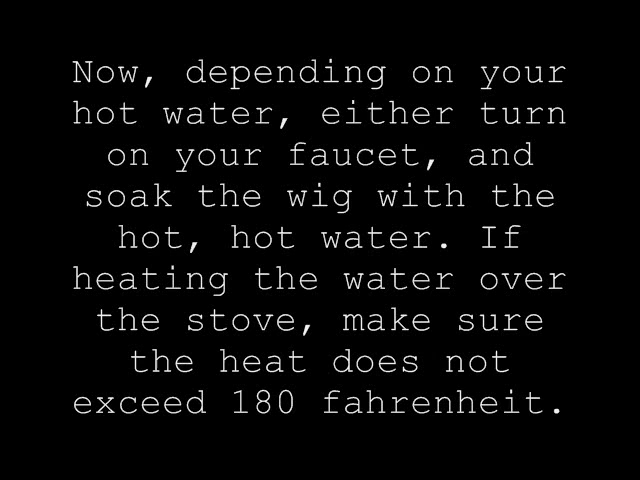 Now, depending on your
hot water, either turn
on your faucet, and
soak the wig with the
hot, hot water. If
heating the water over
the stove, make sure
the heat does not
exceed 180 fahrenheit.